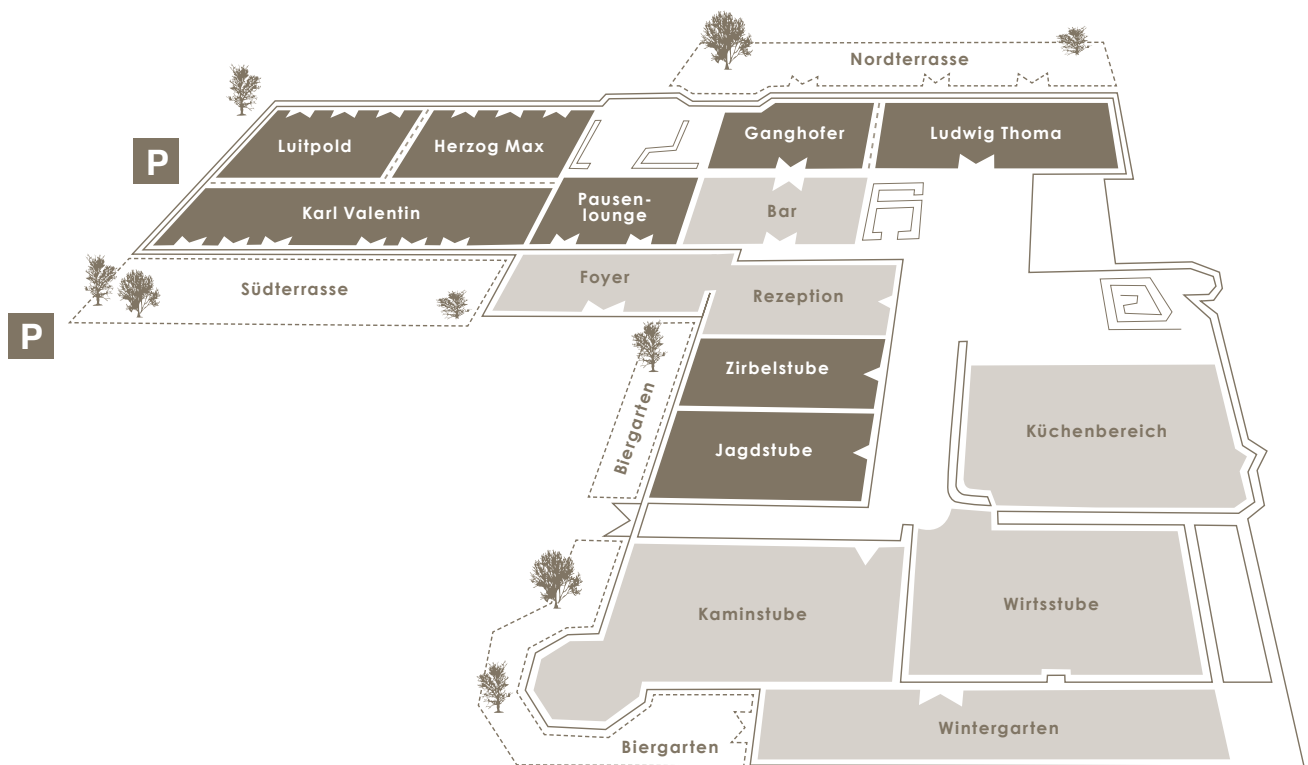 Nordterrasse
P
Luitpold
Herzog Max
Ganghofer
Ludwig Thoma
Karl Valentin
Pausen-
lounge
Bar
Südterrasse
Foyer
Rezeption
P
Zirbelstube
Biergarten
Jagdstube
Küchenbereich
Kaminstube
Wirtsstube
Wintergarten
Biergarten